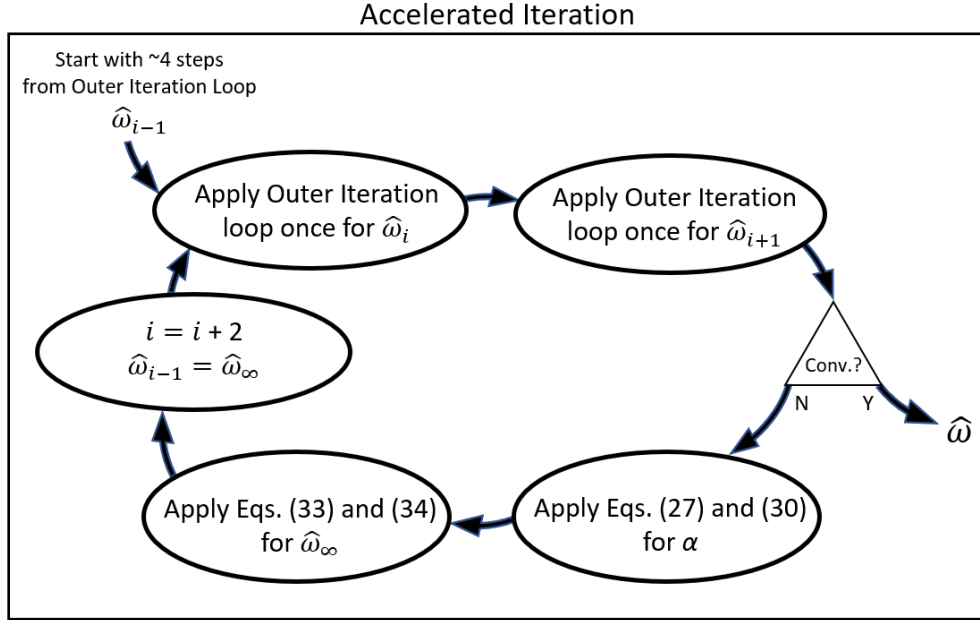 Accelerated Iteration
Start with ~4 steps
from Outer Iteration Loop
ω̂ᵢ₋₁
Apply Outer Iteration
loop once for ω̂ᵢ
Apply Outer Iteration
loop once for ω̂ᵢ₊₁
Conv.?
N
Y
ω̂
Apply Eqs. (27) and (30)
for α
Apply Eqs. (33) and (34)
for ω̂∞
i = i + 2
ω̂ᵢ₋₁ = ω̂∞